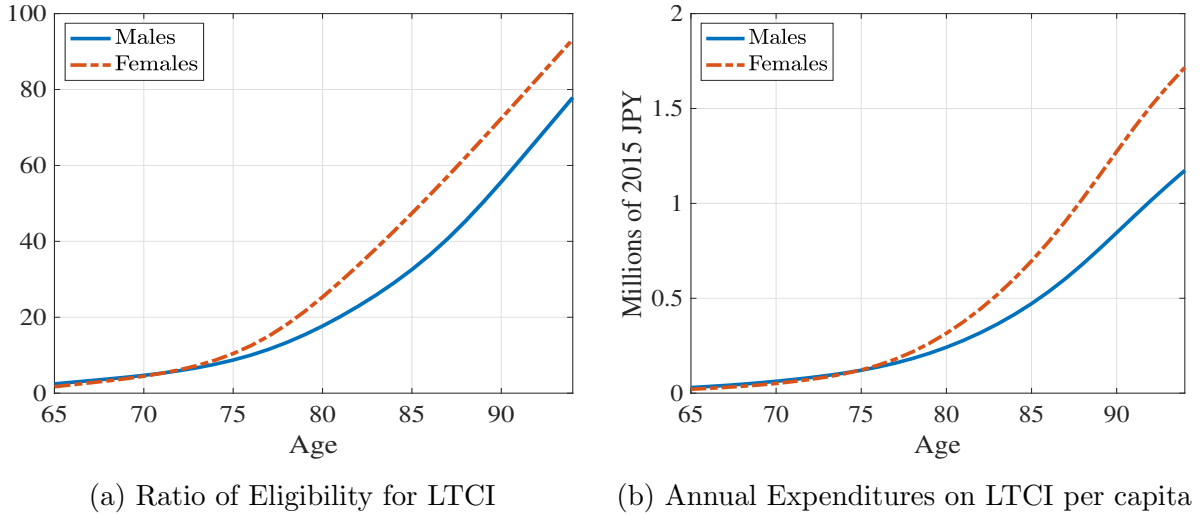 100
80
60
40
20
0
Males
Females
65 70 75 80 85 90
Age
(a) Ratio of Eligibility for LTCI
Millions of 2015 JPY
2
1.5
1
0.5
0
Males
Females
65 70 75 80 85 90
Age
(b) Annual Expenditures on LTCI per capita